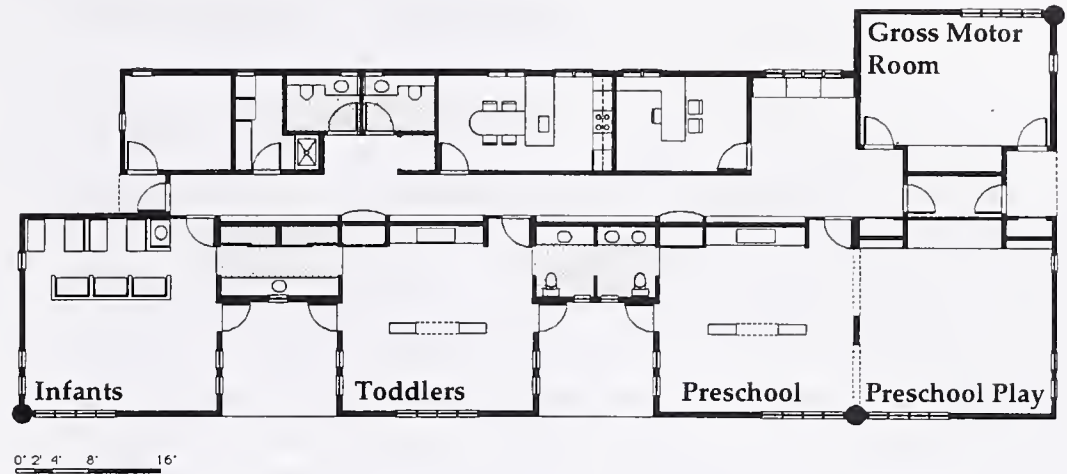 Gross Motor
Room
Infants
Toddlers
Preschool
Preschool Play
0' 2' 4' 8' 16'